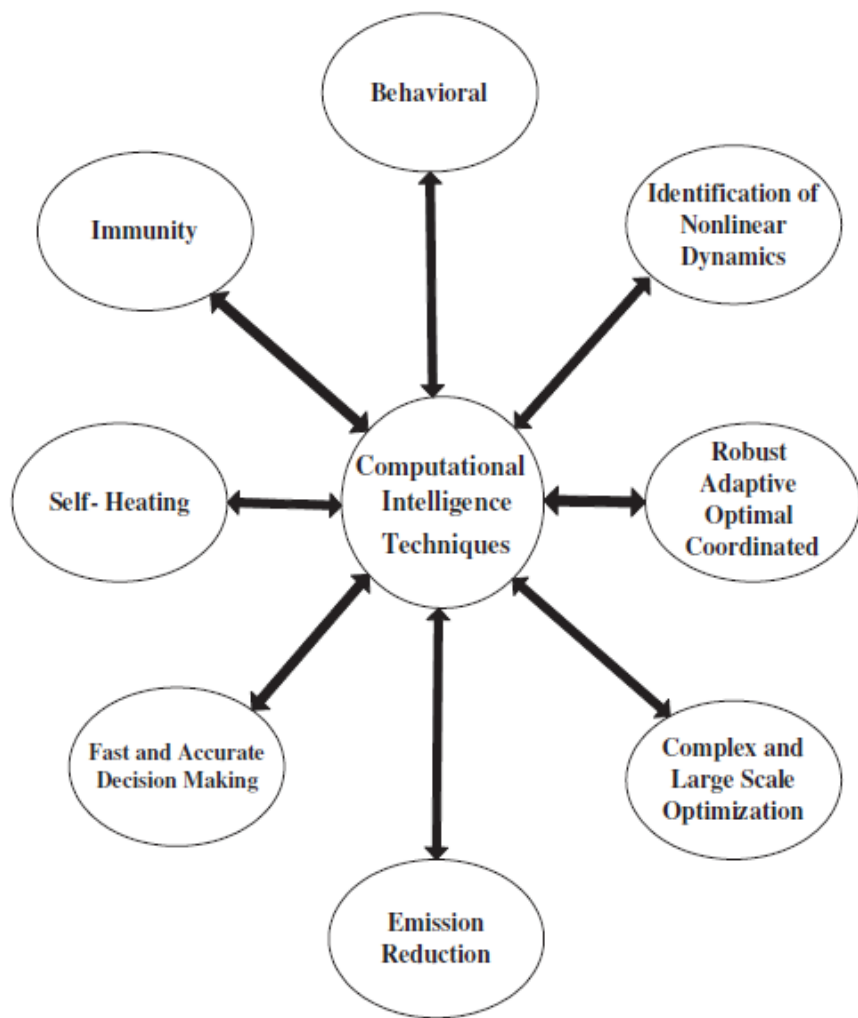 Behavioral
Identification of
Nonlinear
Dynamics
Immunity
Computational
Intelligence
Techniques
Robust
Adaptive
Optimal
Coordinated
Self- Heating
Fast and Accurate
Decision Making
Complex and
Large Scale
Optimization
Emission
Reduction